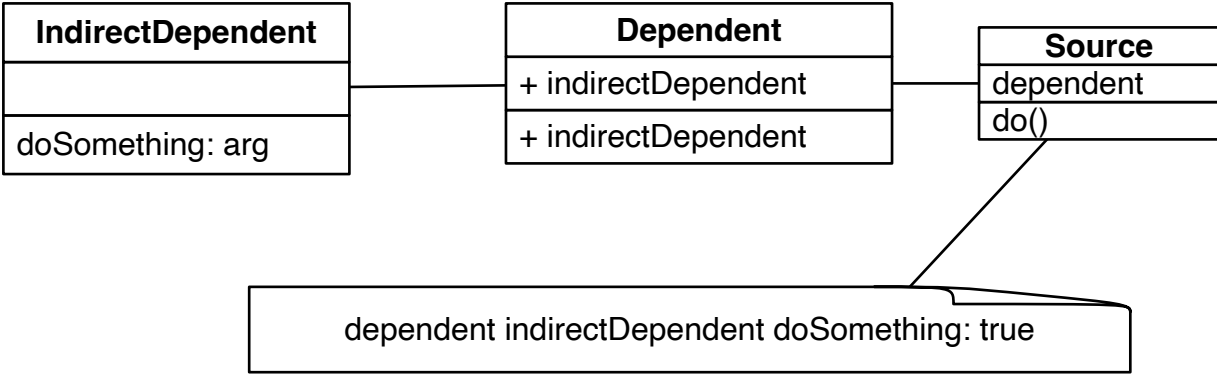 IndirectDependent
doSomething: arg
Dependent
+ indirectDependent
+ indirectDependent
Source
dependent
do()
dependent indirectDependent doSomething: true